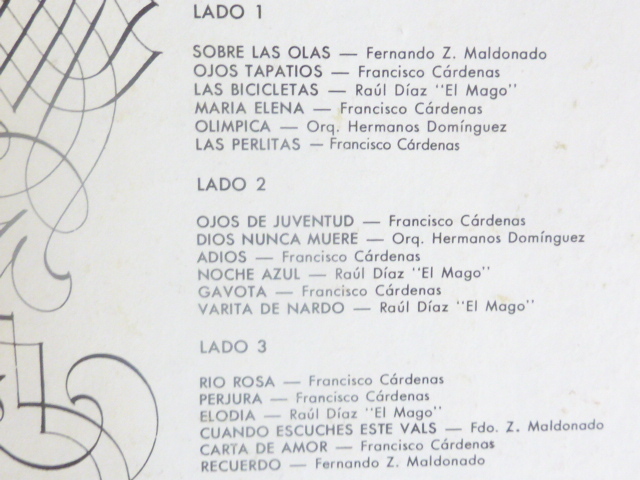 LADO 1
SOBRE LAS OLAS — Fernando Z. Maldonado
OJOS TAPATIOS — Francisco Cárdenas
LAS BICICLETAS — Raúl Díaz "El Mago"
MARIA ELENA — Francisco Cárdenas
OLIMPICA — Orq. Hermanos Domínguez
LAS PERLITAS — Francisco Cárdenas
LADO 2
OJOS DE JUVENTUD — Francisco Cárdenas
DIOS NUNCA MUERE — Orq. Hermanos Domínguez
ADIOS — Francisco Cárdenas
NOCHE AZUL — Raúl Díaz "El Mago"
GAVOTA — Francisco Cárdenas
VARITA DE NARDO — Raúl Díaz "El Mago"
LADO 3
RIO ROSA — Francisco Cárdenas
PERJURA — Francisco Cárdenas
ELODIA — Raúl Díaz "El Mago"
CUANDO ESCUCHES ESTE VALS — Fdo. Z. Maldonado
CARTA DE AMOR — Francisco Cárdenas
RECUERDO — Fernando Z. Maldonado